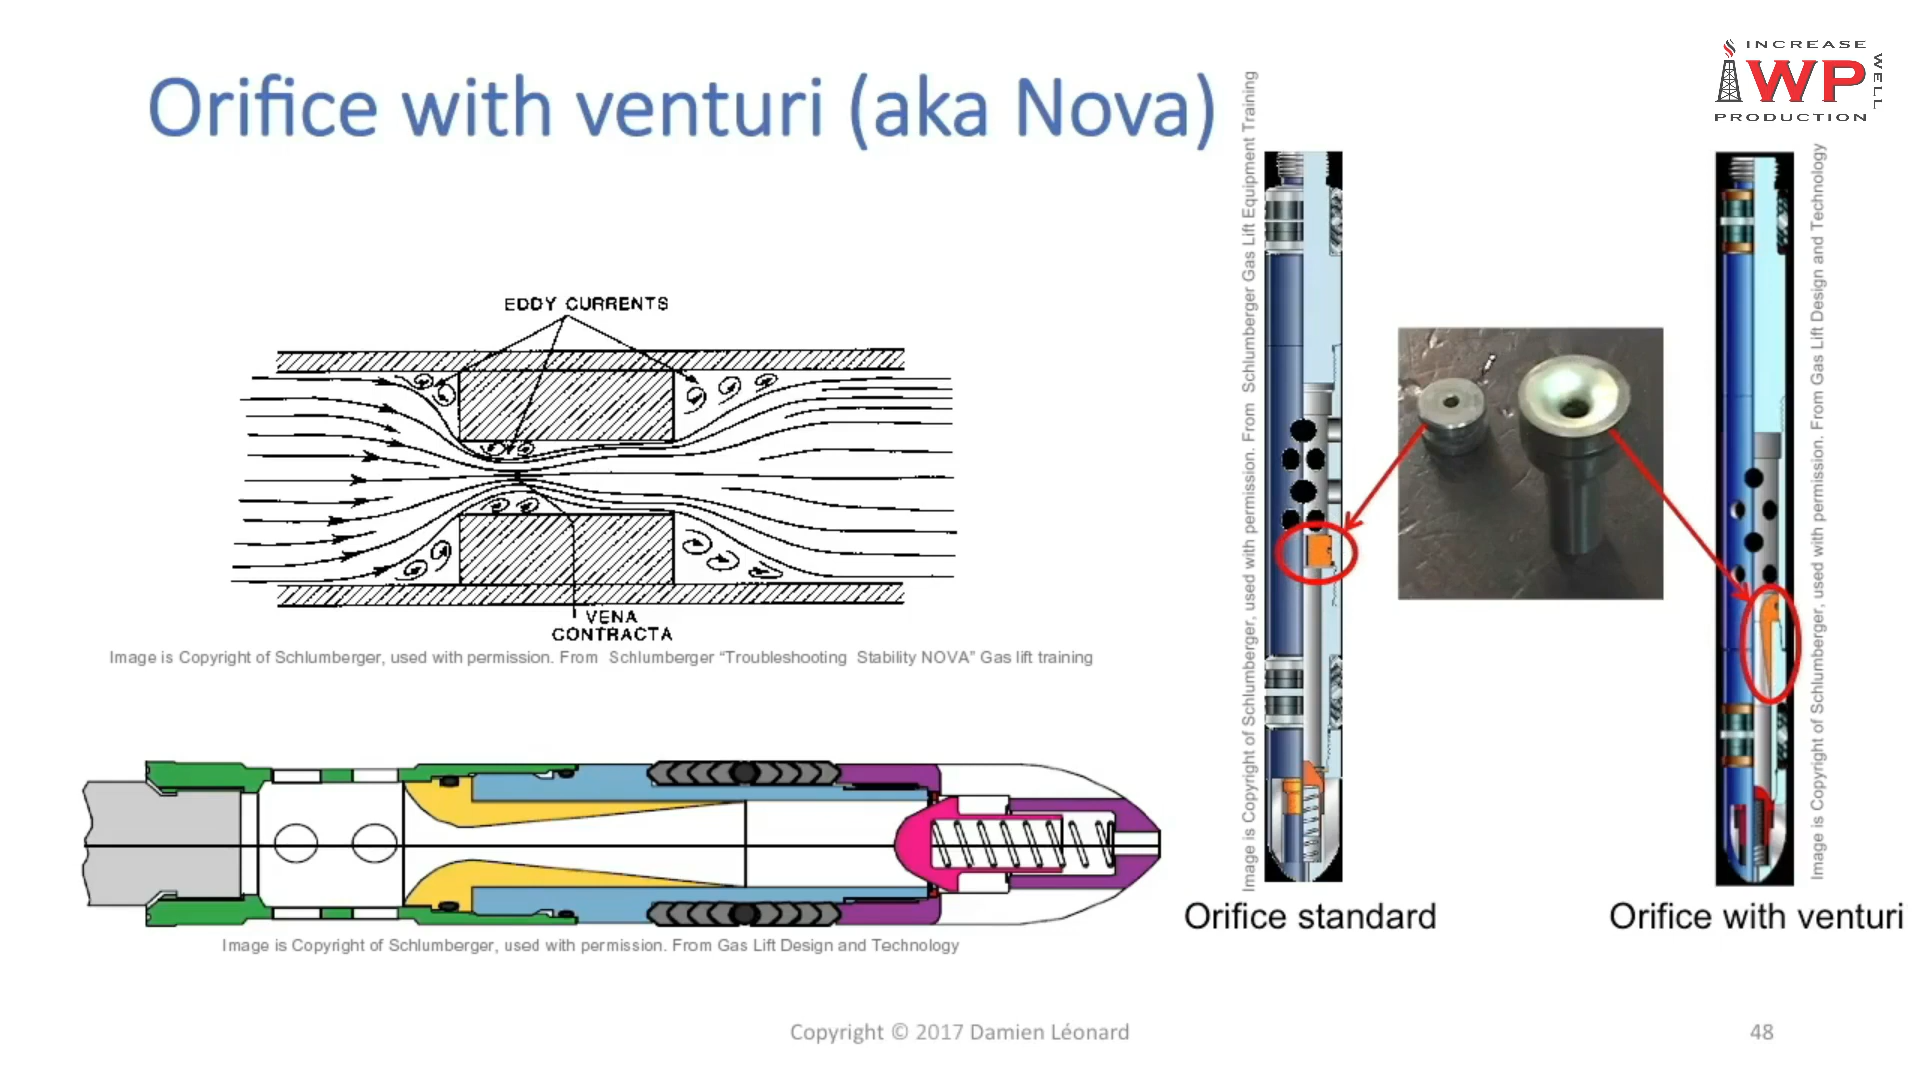 Orifice with venturi (aka Nova)
INCREASE
WELL
IWP
PRODUCTION
EDDY CURRENTS
VENA
CONTRACTA
Image is Copyright of Schlumberger, used with permission. From Schlumberger “Troubleshooting Stability NOVA” Gas lift training
Image is Copyright of Schlumberger, used with permission. From Gas Lift Design and Technology
Image is Copyright of Schlumberger, used with permission. From Schlumberger Gas Lift Equipment Training
Image is Copyright of Schlumberger, used with permission. From Gas Lift Design and Technology
Orifice standard
Orifice with venturi
Copyright © 2017 Damien Léonard
48